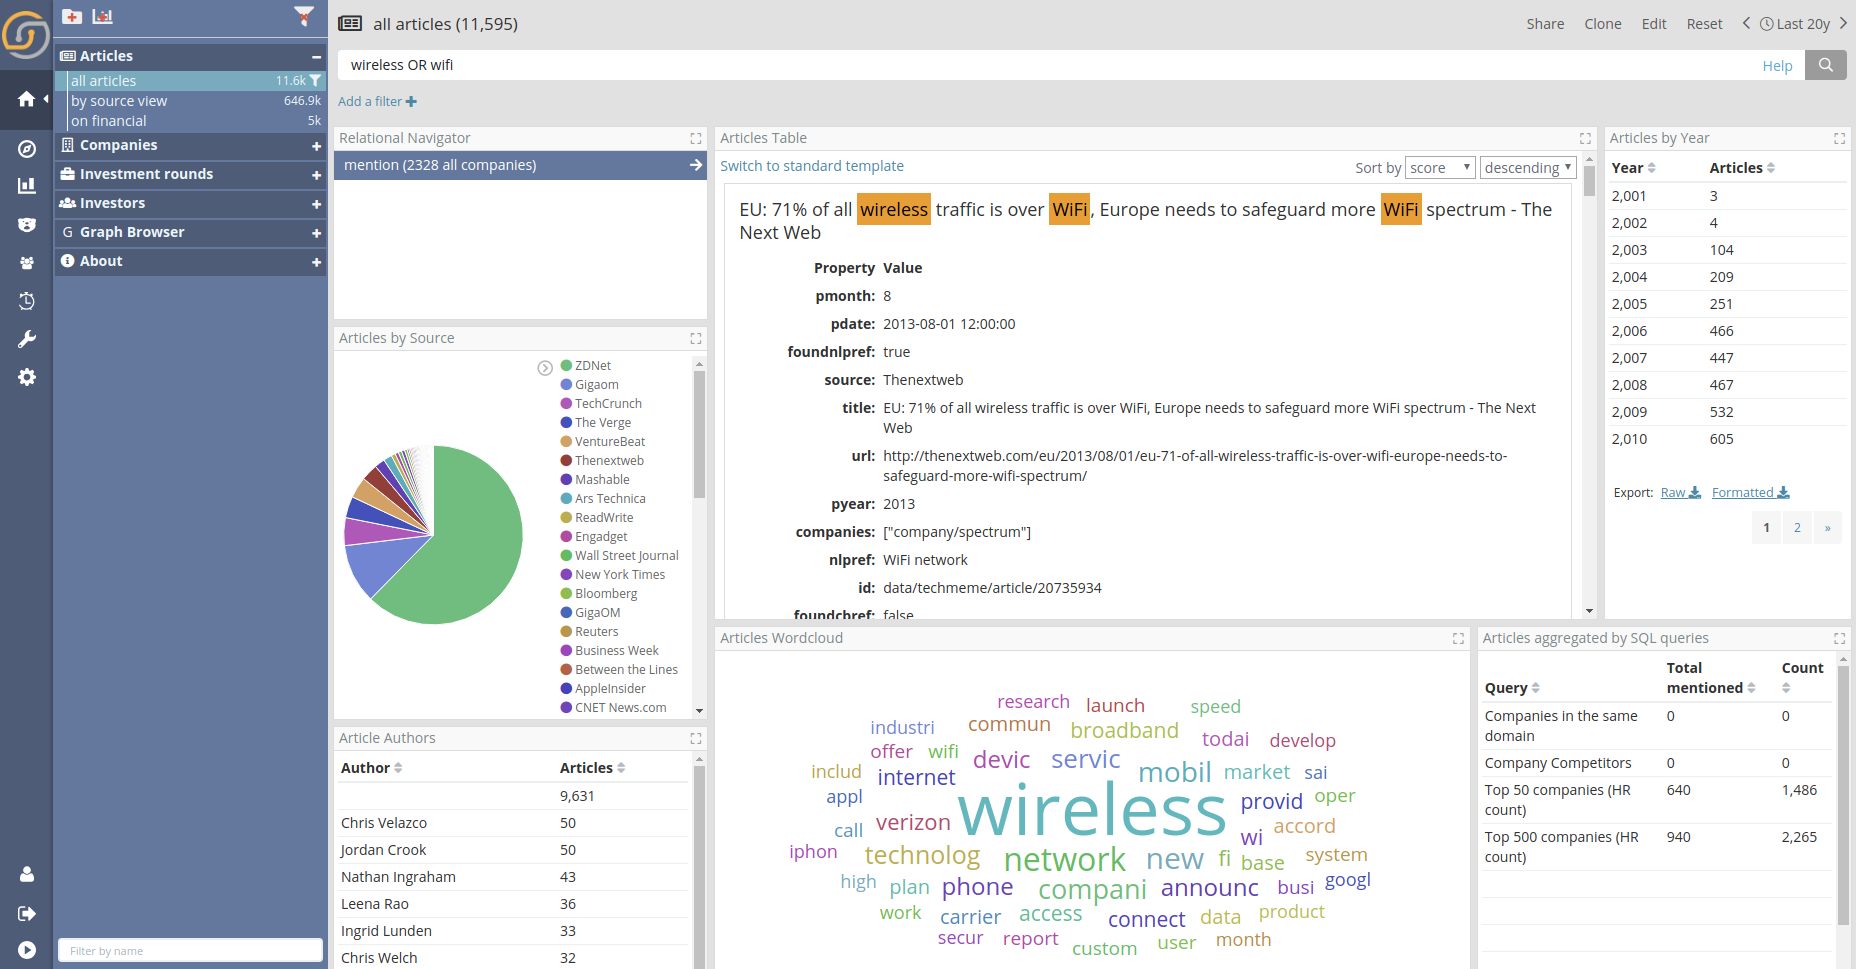 Articles
all articles 11.6k
by source view 646.9k
on financial 5k
Companies
Investment rounds
Investors
G Graph Browser
About
Filter by name
all articles (11,595)
Share Clone Edit Reset Last 20y
wireless OR wifi Help
Add a filter
Relational Navigator
mention (2328 all companies)
Articles by Source
ZDNet
Gigaom
TechCrunch
The Verge
VentureBeat
Thenextweb
Mashable
Ars Technica
ReadWrite
Engadget
Wall Street Journal
New York Times
Bloomberg
GigaOM
Reuters
Business Week
Between the Lines
AppleInsider
CNET News.com
Article Authors
Author Articles
9,631
Chris Velazco 50
Jordan Crook 50
Nathan Ingraham 43
Leena Rao 36
Ingrid Lunden 33
Chris Welch 32
Articles Table
Switch to standard template Sort by score descending
EU: 71% of all wireless traffic is over WiFi, Europe needs to safeguard more WiFi spectrum - The
Next Web
Property Value
pmonth: 8
pdate: 2013-08-01 12:00:00
foundnlpref: true
source: Thenextweb
title: EU: 71% of all wireless traffic is over WiFi, Europe needs to safeguard more WiFi spectrum - The Next
Web
url: http://thenextweb.com/eu/2013/08/01/eu-71-of-all-wireless-traffic-is-over-wifi-europe-needs-to-
safeguard-more-wifi-spectrum/
pyear: 2013
companies: ["company/spectrum"]
nlpref: WiFi network
id: data/techmeme/article/20735934
foundcbref: false
Articles by Year
Year Articles
2,001 3
2,002 4
2,003 104
2,004 209
2,005 251
2,006 466
2,007 447
2,008 467
2,009 532
2,010 605
Export: Raw Formatted
1 2 »
Articles Wordcloud
research launch speed
industri commun broadband todai develop
offer wifi devic servic
includ internet mobil market sai
appl wireless provid oper
call verizon wi accord
iphon technolog network new fi base system
high plan phone compani announc busi googl
work carrier access connect data product
secur report custom user month
Articles aggregated by SQL queries
Query Total mentioned Count
Companies in the same domain 0 0
Company Competitors 0 0
Top 50 companies (HR count) 640 1,486
Top 500 companies (HR count) 940 2,265